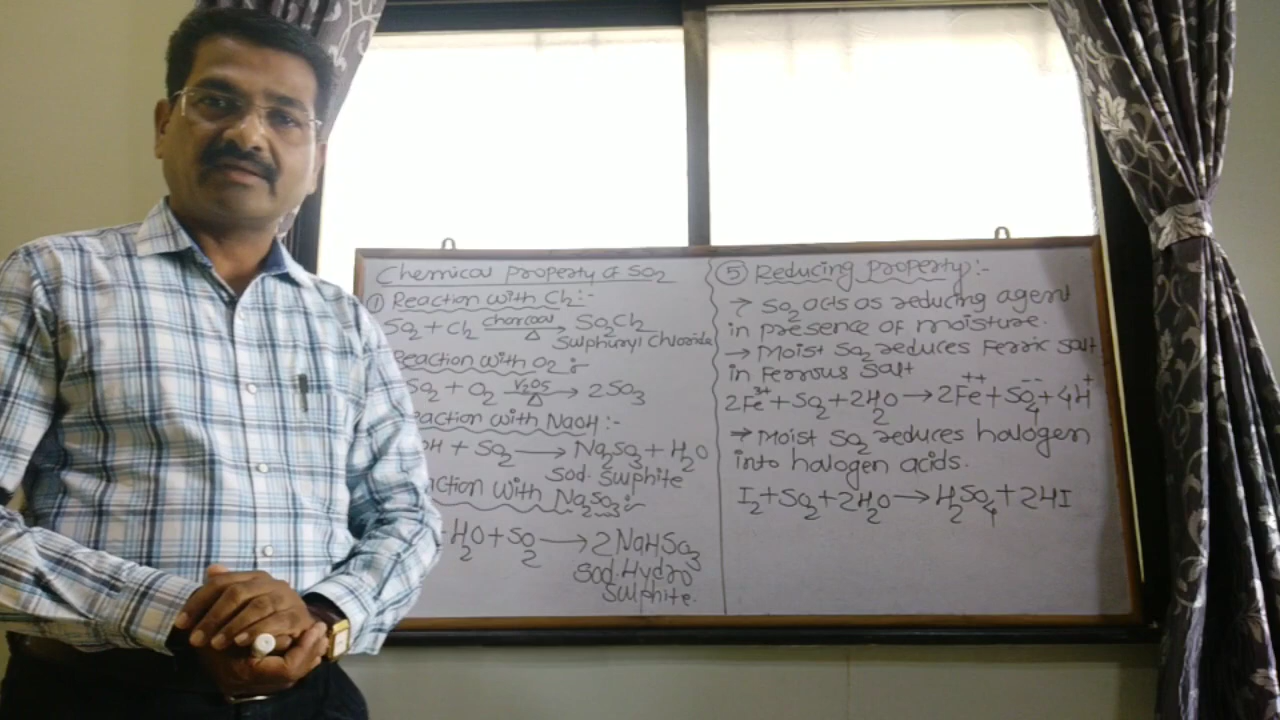 Chemical property of SO2
① Reaction with Cl2:-
SO2 + Cl2 charcoal Δ → SO2Cl2
Sulphuryl Chloride
Reaction with O2:-
SO2 + O2 V2O5 Δ → 2SO3
eaction with NaOH:-
OH + SO2 → Na2SO3 + H2O
Sod. Sulphite
action with Na2SO3:-
H2O + SO2 → 2NaHSO3
Sod. Hydro
Sulphite.
⑤ Reducing property:-
→ SO2 acts as reducing agent
in presence of moisture.
→ Moist SO2 reduces Ferric salt
in Ferrous salt
2Fe3+ + SO2 + 2H2O → 2Fe++ + SO4-- + 4H+
→ Moist SO2 reduces halogen
into halogen acids.
I2 + SO2 + 2H2O → H2SO4 + 2HI